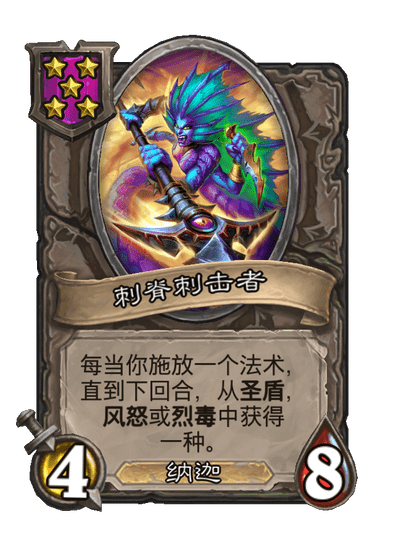 刺脊刺击者
每当你施放一个法术，
直到下回合，从圣盾，
风怒或烈毒中获得
一种。
4
纳迦
8